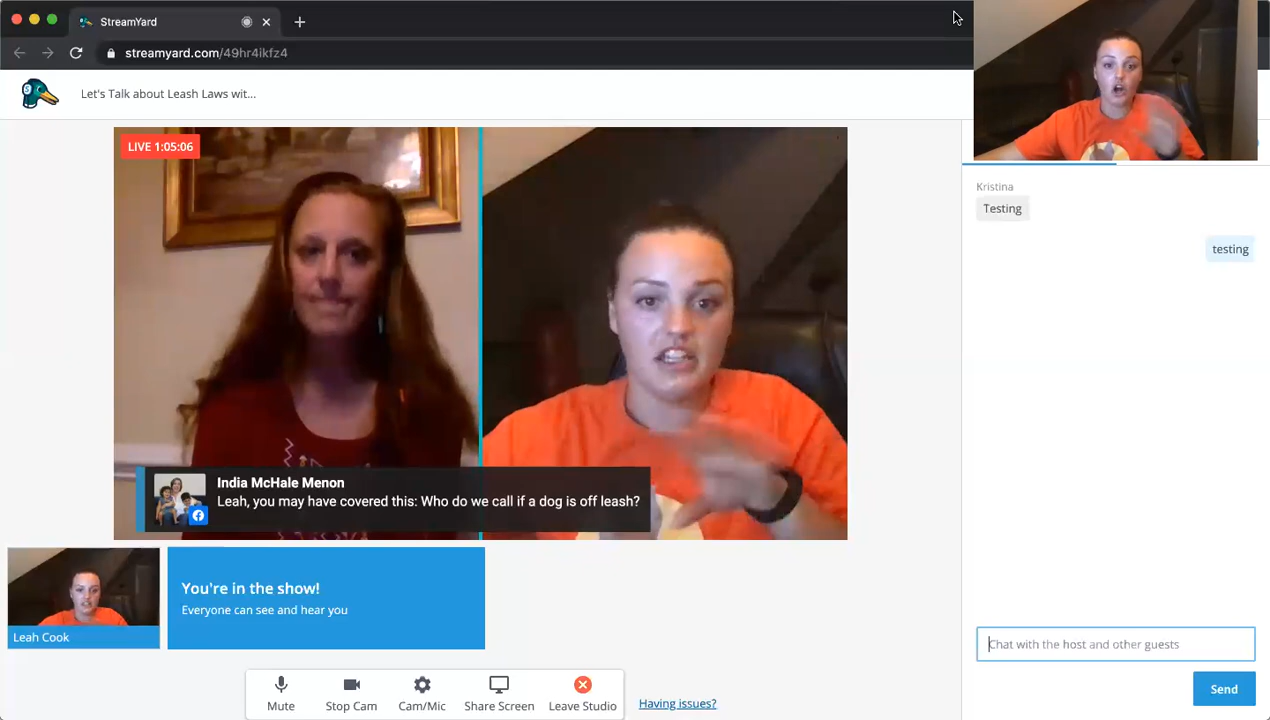 StreamYard
streamyard.com/49hr4ikfz4
Let's Talk about Leash Laws wit...
LIVE 1:05:06
Kristina
Testing
testing
India McHale Menon
Leah, you may have covered this: Who do we call if a dog is off leash?
You're in the show!
Everyone can see and hear you
Leah Cook
Chat with the host and other guests
Send
Mute
Stop Cam
Cam/Mic
Share Screen
Leave Studio
Having issues?